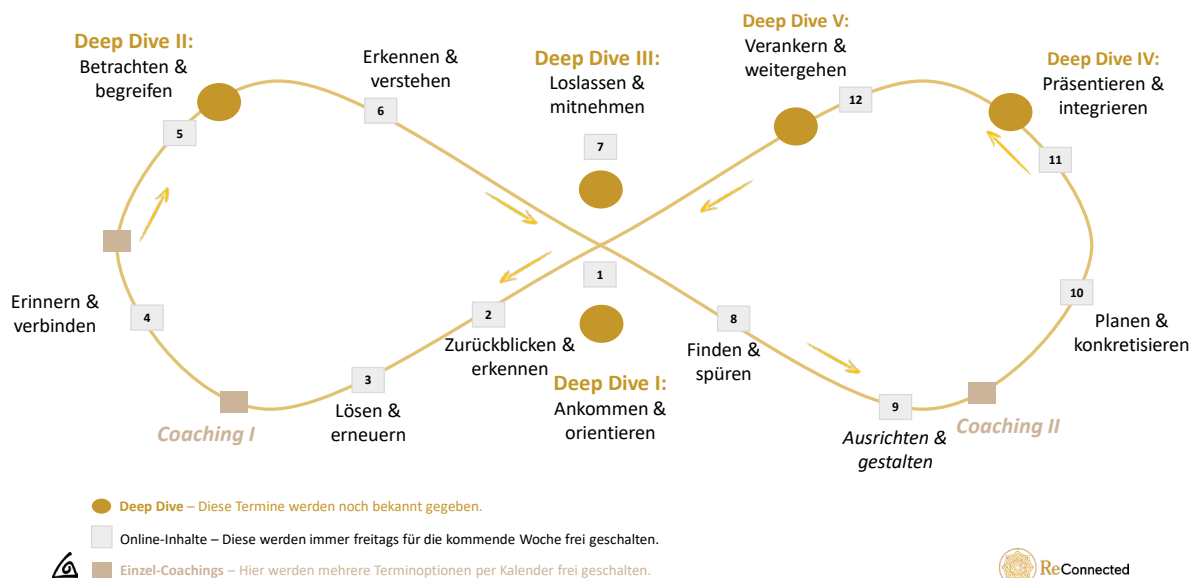 Deep Dive II:
Betrachten &
begreifen
5
Erkennen &
verstehen
6
Deep Dive III:
Loslassen &
mitnehmen
7
Deep Dive V:
Verankern &
weitergehen
12
Deep Dive IV:
Präsentieren &
integrieren
11
Erinnern &
verbinden
4
1
2
Zurückblicken &
erkennen
3
Lösen &
erneuern
Coaching I
Deep Dive I:
Ankommen &
orientieren
8
Finden &
spüren
9
Ausrichten &
gestalten
10
Planen &
konkretisieren
Coaching II
Deep Dive – Diese Termine werden noch bekannt gegeben.
Online-Inhalte – Diese werden immer freitags für die kommende Woche frei geschalten.
Einzel-Coachings – Hier werden mehrere Terminoptionen per Kalender frei geschalten.
ReConnected